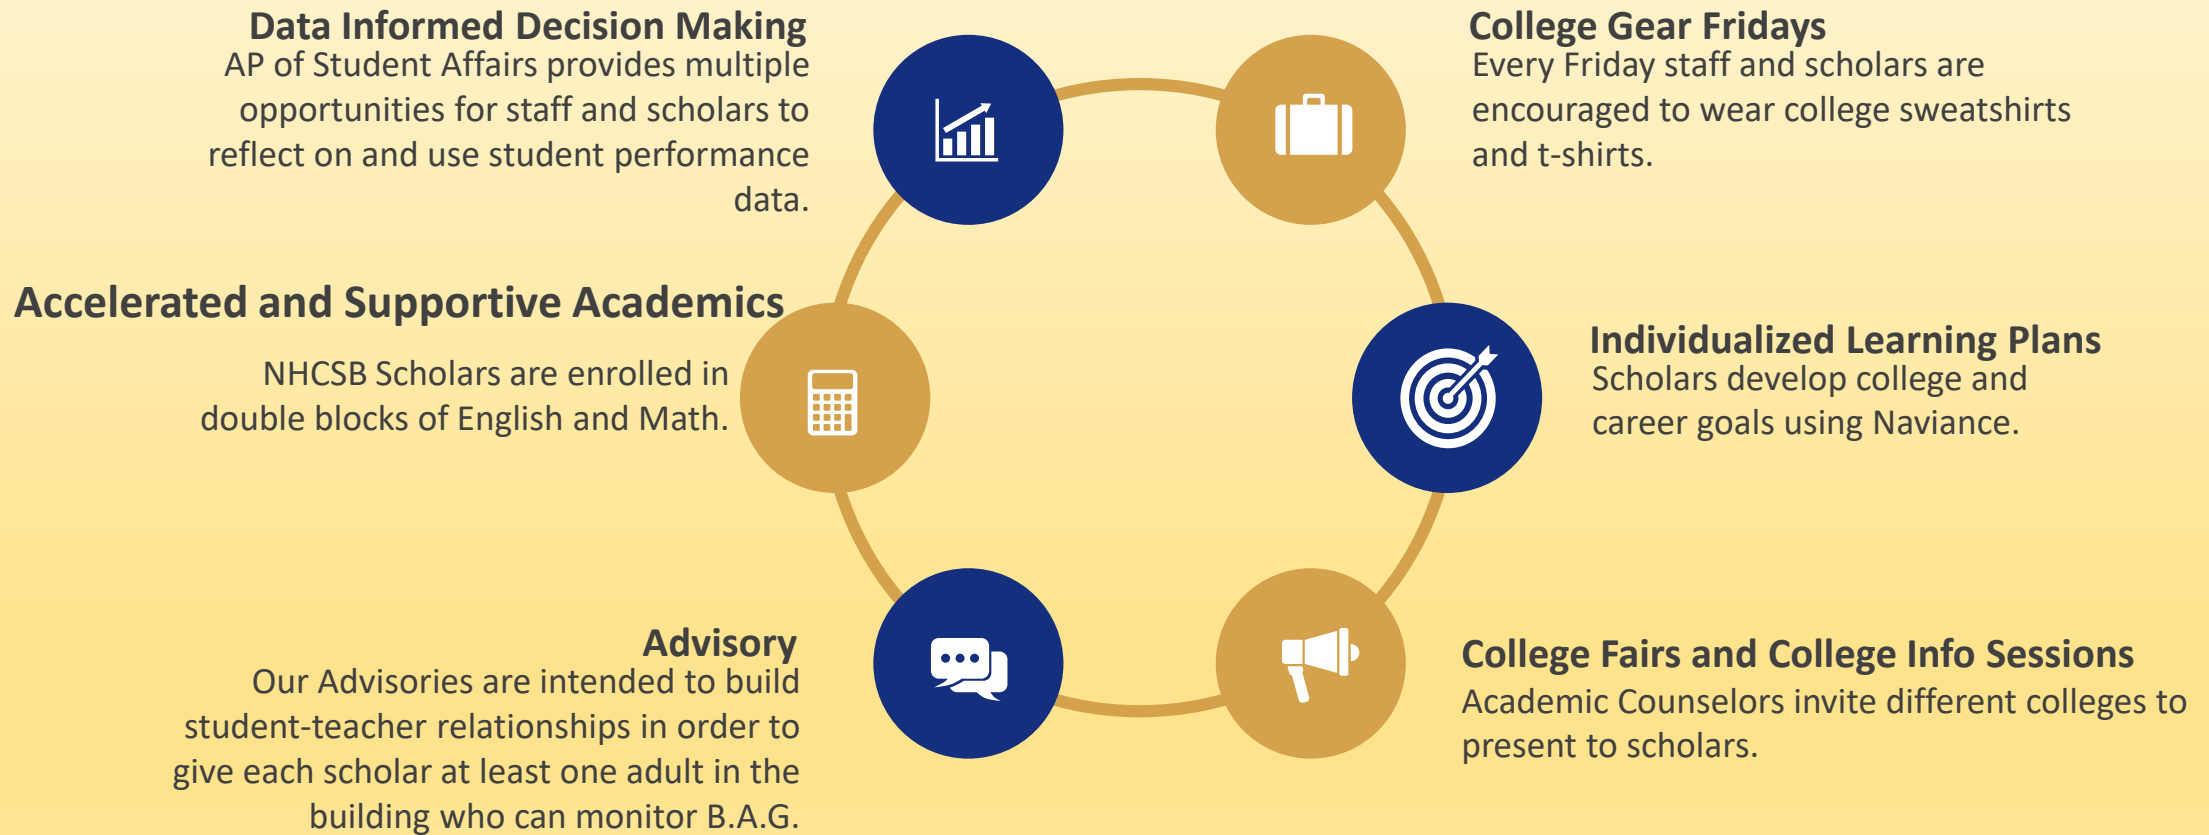 Data Informed Decision Making
AP of Student Affairs provides multiple
opportunities for staff and scholars to
reflect on and use student performance
data.
Accelerated and Supportive Academics
NHCSB Scholars are enrolled in
double blocks of English and Math.
Advisory
Our Advisories are intended to build
student-teacher relationships in order to
give each scholar at least one adult in the
building who can monitor B.A.G.
College Gear Fridays
Every Friday staff and scholars are
encouraged to wear college sweatshirts
and t-shirts.
Individualized Learning Plans
Scholars develop college and
career goals using Naviance.
College Fairs and College Info Sessions
Academic Counselors invite different colleges to
present to scholars.